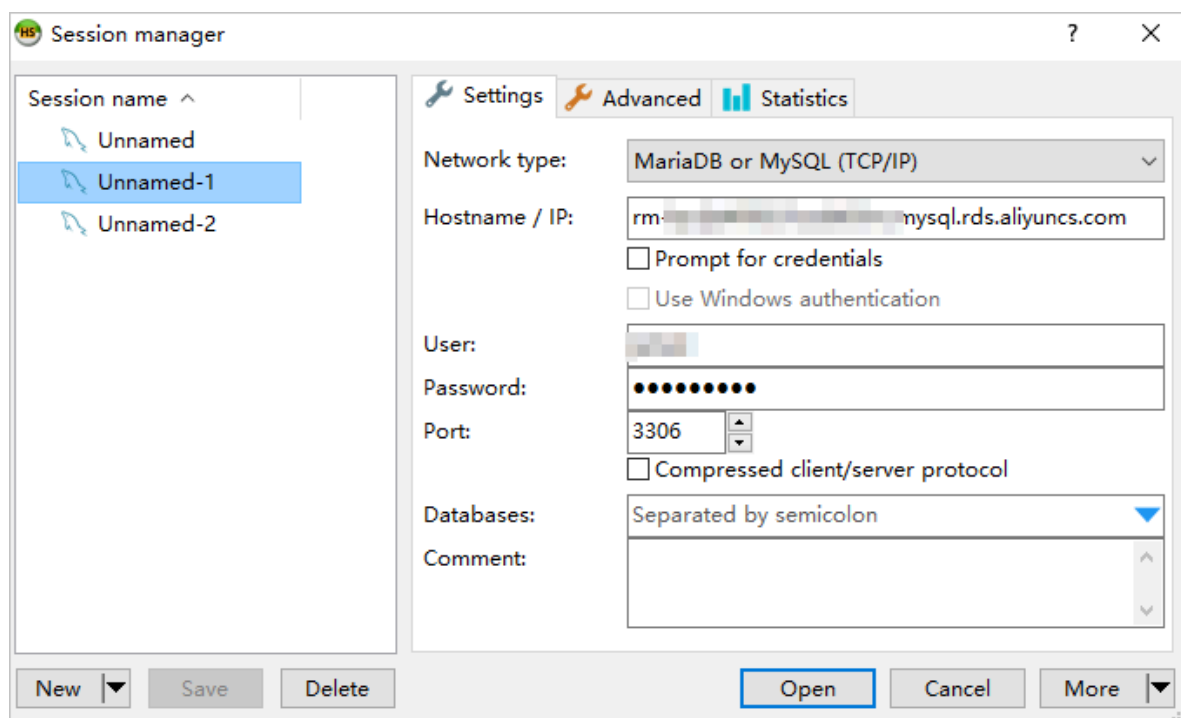 HS Session manager ?
Session name
Unnamed
Unnamed-1
Unnamed-2
Settings Advanced Statistics
Network type: MariaDB or MySQL (TCP/IP)
Hostname / IP: rm- mysql.rds.aliyuncs.com
Prompt for credentials
Use Windows authentication
User:
Password: ●●●●●●●●●
Port: 3306
Compressed client/server protocol
Databases: Separated by semicolon
Comment:
New Save Delete Open Cancel More